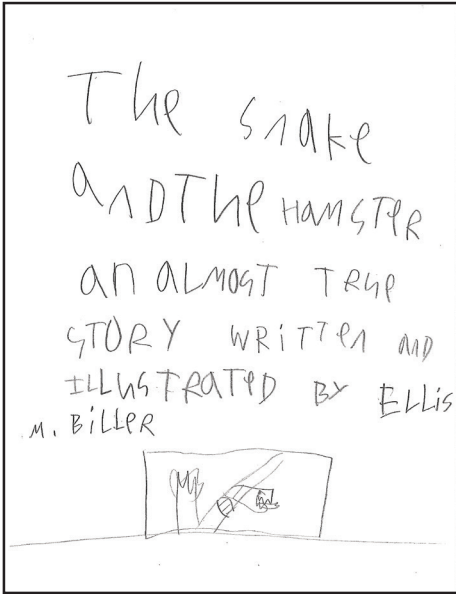 The snake
anD The HAMSTeR
an ALMOST TRUe
STORY WRiTTen AnD
ILLUSTRATeD BY ELLis
M. BiLLeR